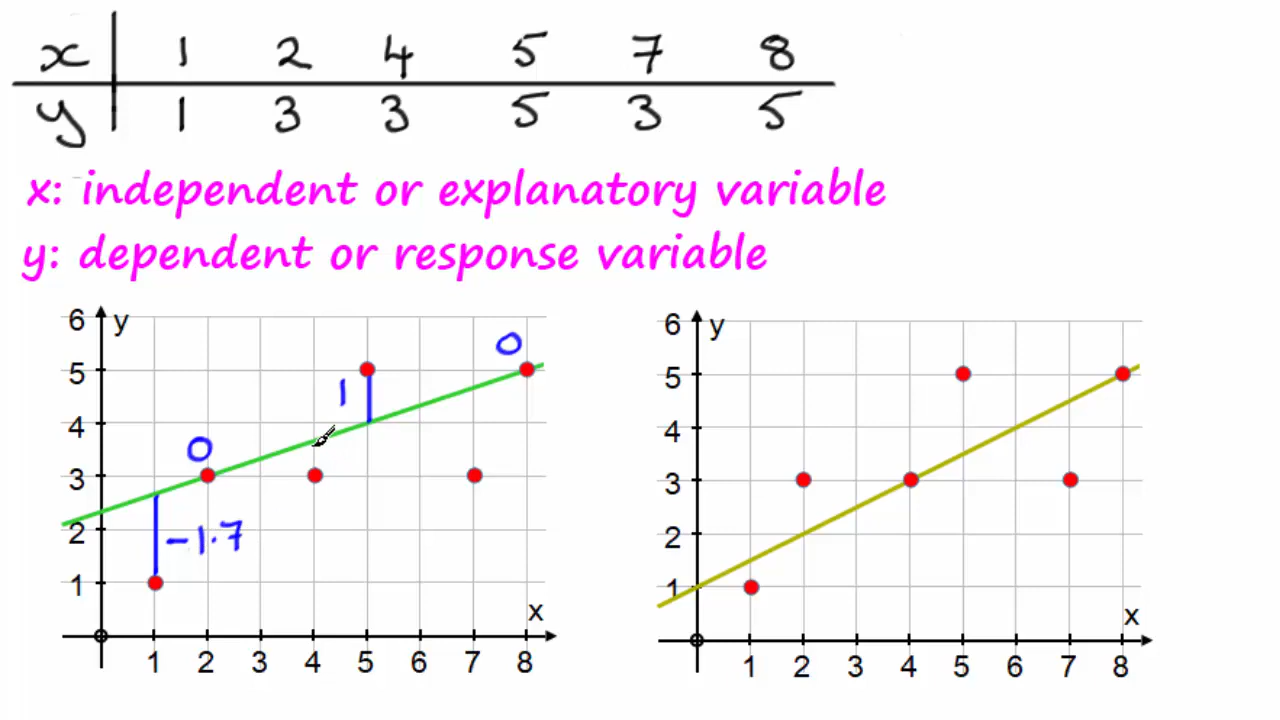 x 1 2 4 5 7 8
y 1 3 3 5 3 5
x: independent or explanatory variable
y: dependent or response variable
6 y
5
4
3
2
1
1 2 3 4 5 6 7 8
x
0
1
0
-1.7
6 y
5
4
3
2
1
1 2 3 4 5 6 7 8
x